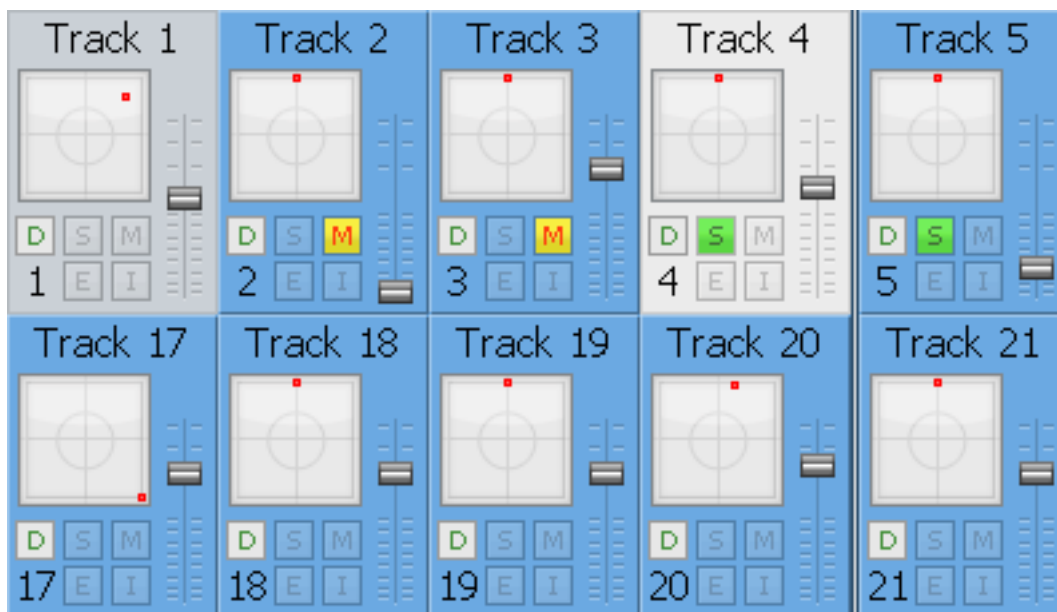 Track 1 Track 2 Track 3 Track 4 Track 5
D S M D S M D S M D S M D S M
1 E I 2 E I 3 E I 4 E I 5 E I
Track 17 Track 18 Track 19 Track 20 Track 21
D S M D S M D S M D S M D S M
17 E I 18 E I 19 E I 20 E I 21 E I